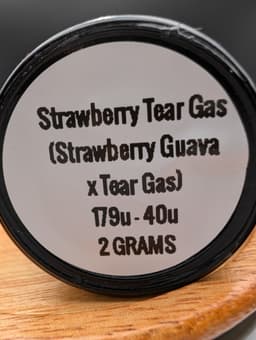 Strawberry Tear Gas
(Strawberry Guava
x Tear Gas)
179u - 40u
2 GRAMS